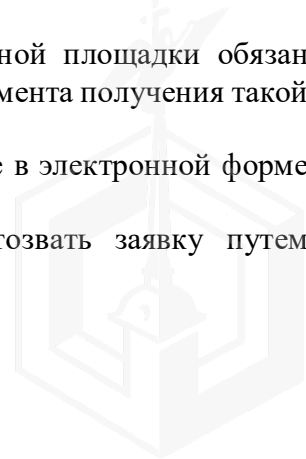 ной площадки обязан
мента получения такой
е в электронной форме
тозвать заявку путем